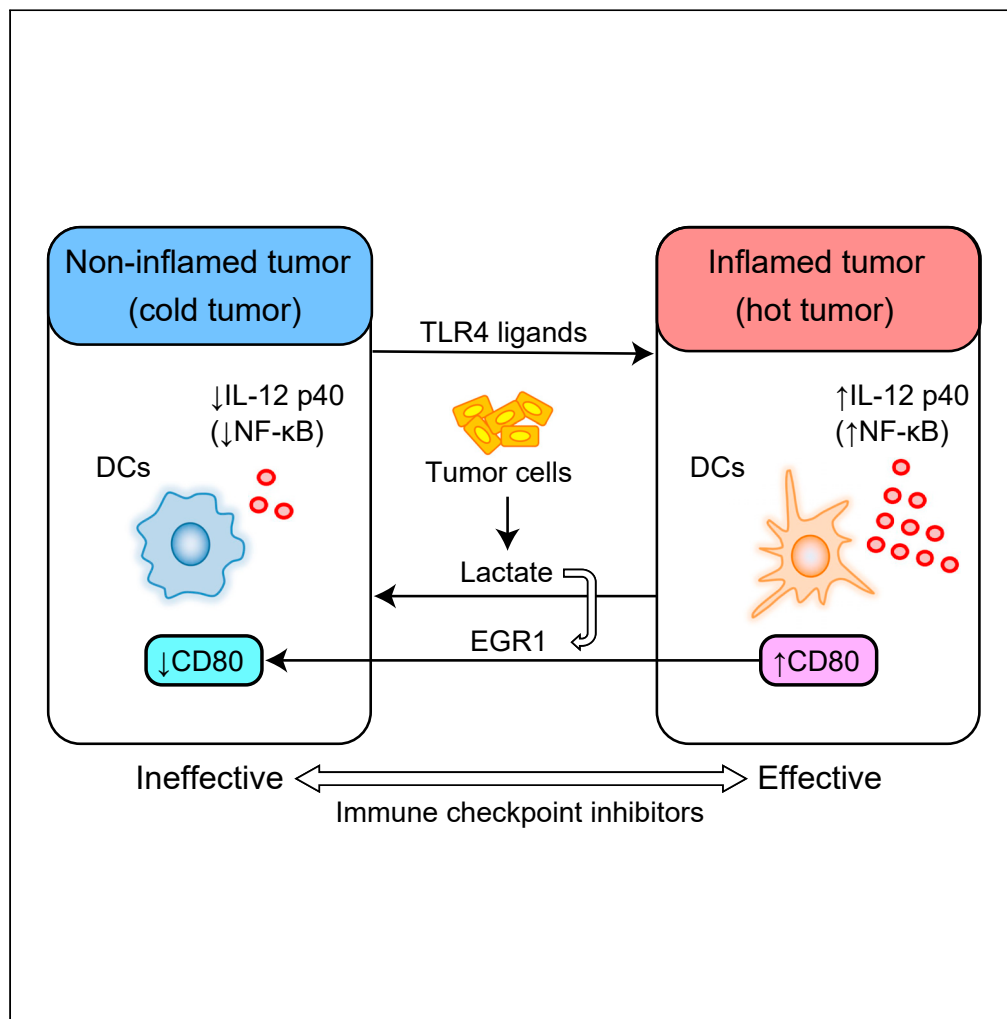 Non-inflamed tumor
(cold tumor)
↓IL-12 p40
(↓NF-κB)
DCs
↓CD80
TLR4 ligands
Tumor cells
Lactate
EGR1
Inflamed tumor
(hot tumor)
↑IL-12 p40
(↑NF-κB)
DCs
↑CD80
Ineffective
Effective
Immune checkpoint inhibitors